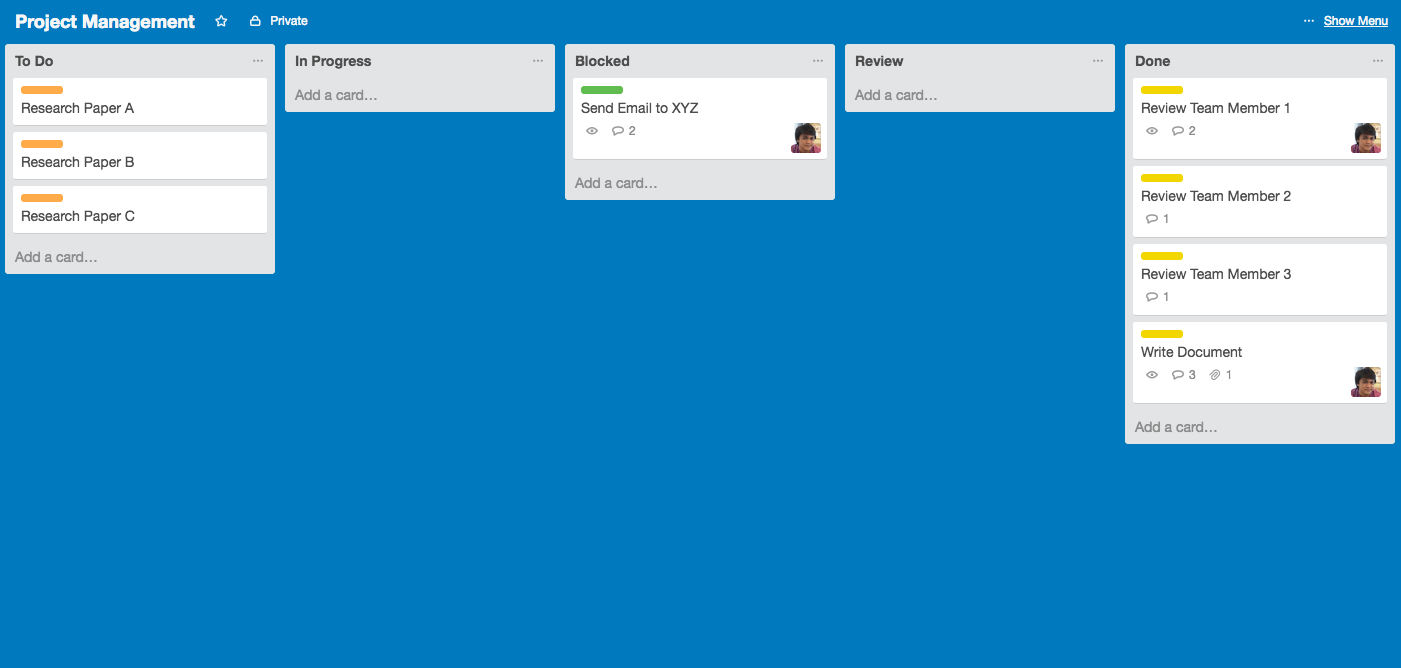 Project Management
Private
... Show Menu
To Do ...
Research Paper A
Research Paper B
Research Paper C
Add a card…
In Progress ...
Add a card…
Blocked ...
Send Email to XYZ
2
Add a card…
Review ...
Add a card…
Done ...
Review Team Member 1
2
Review Team Member 2
1
Review Team Member 3
1
Write Document
3 1
Add a card…